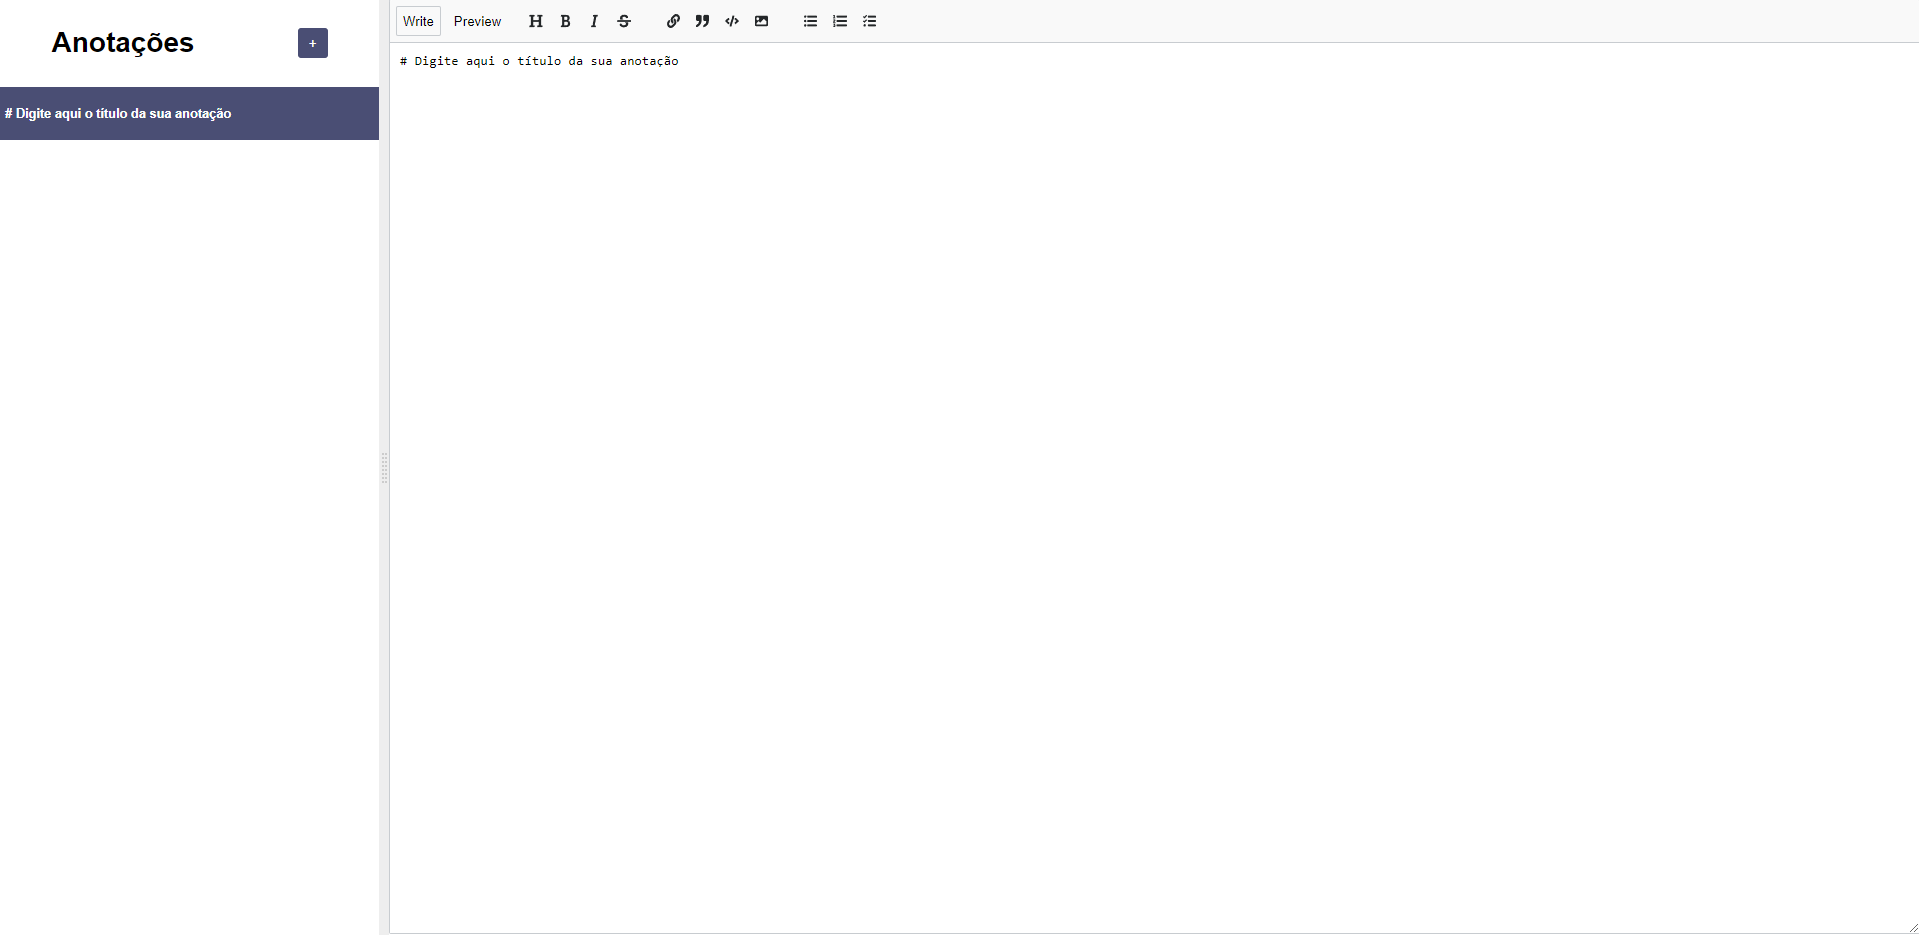 Anotações
+
# Digite aqui o título da sua anotação
Write Preview
# Digite aqui o título da sua anotação